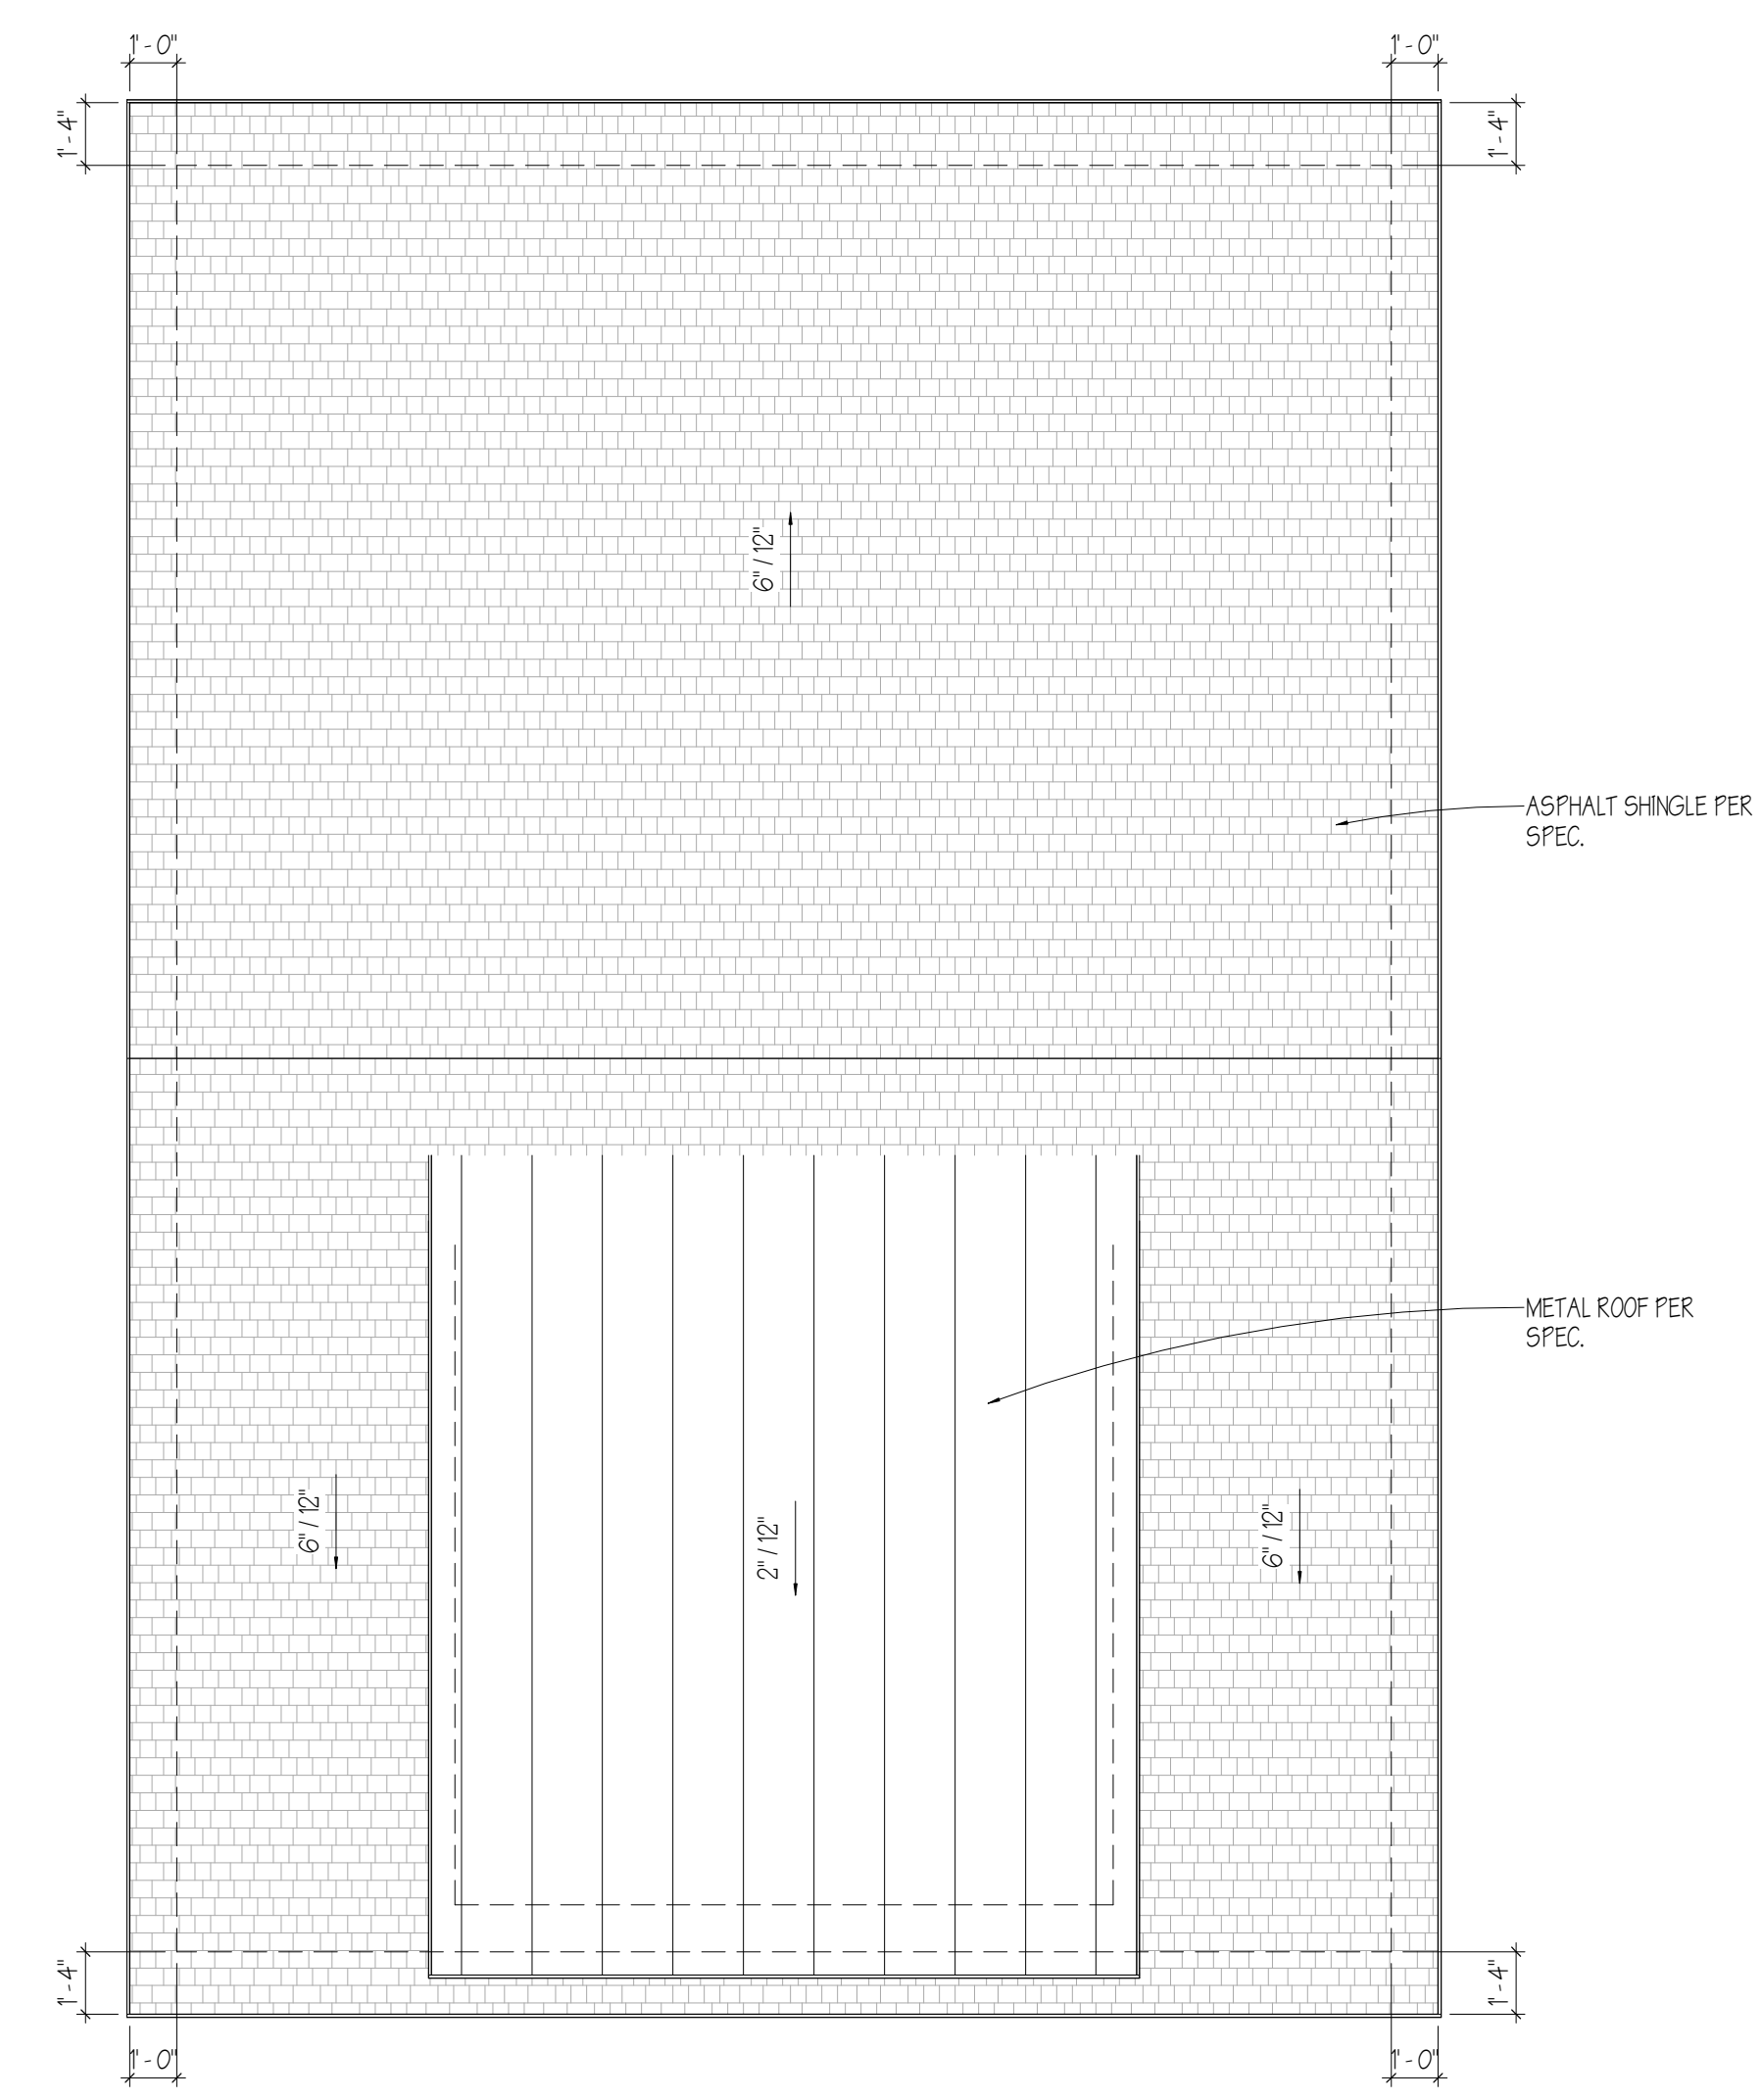 1'-0"
1'-0"
1'-4"
1'-4"
6" / 12"
ASPHALT SHINGLE PER
SPEC.
METAL ROOF PER
SPEC.
6" / 12"
2" / 12"
6" / 12"
1'-4"
1'-4"
1'-0"
1'-0"